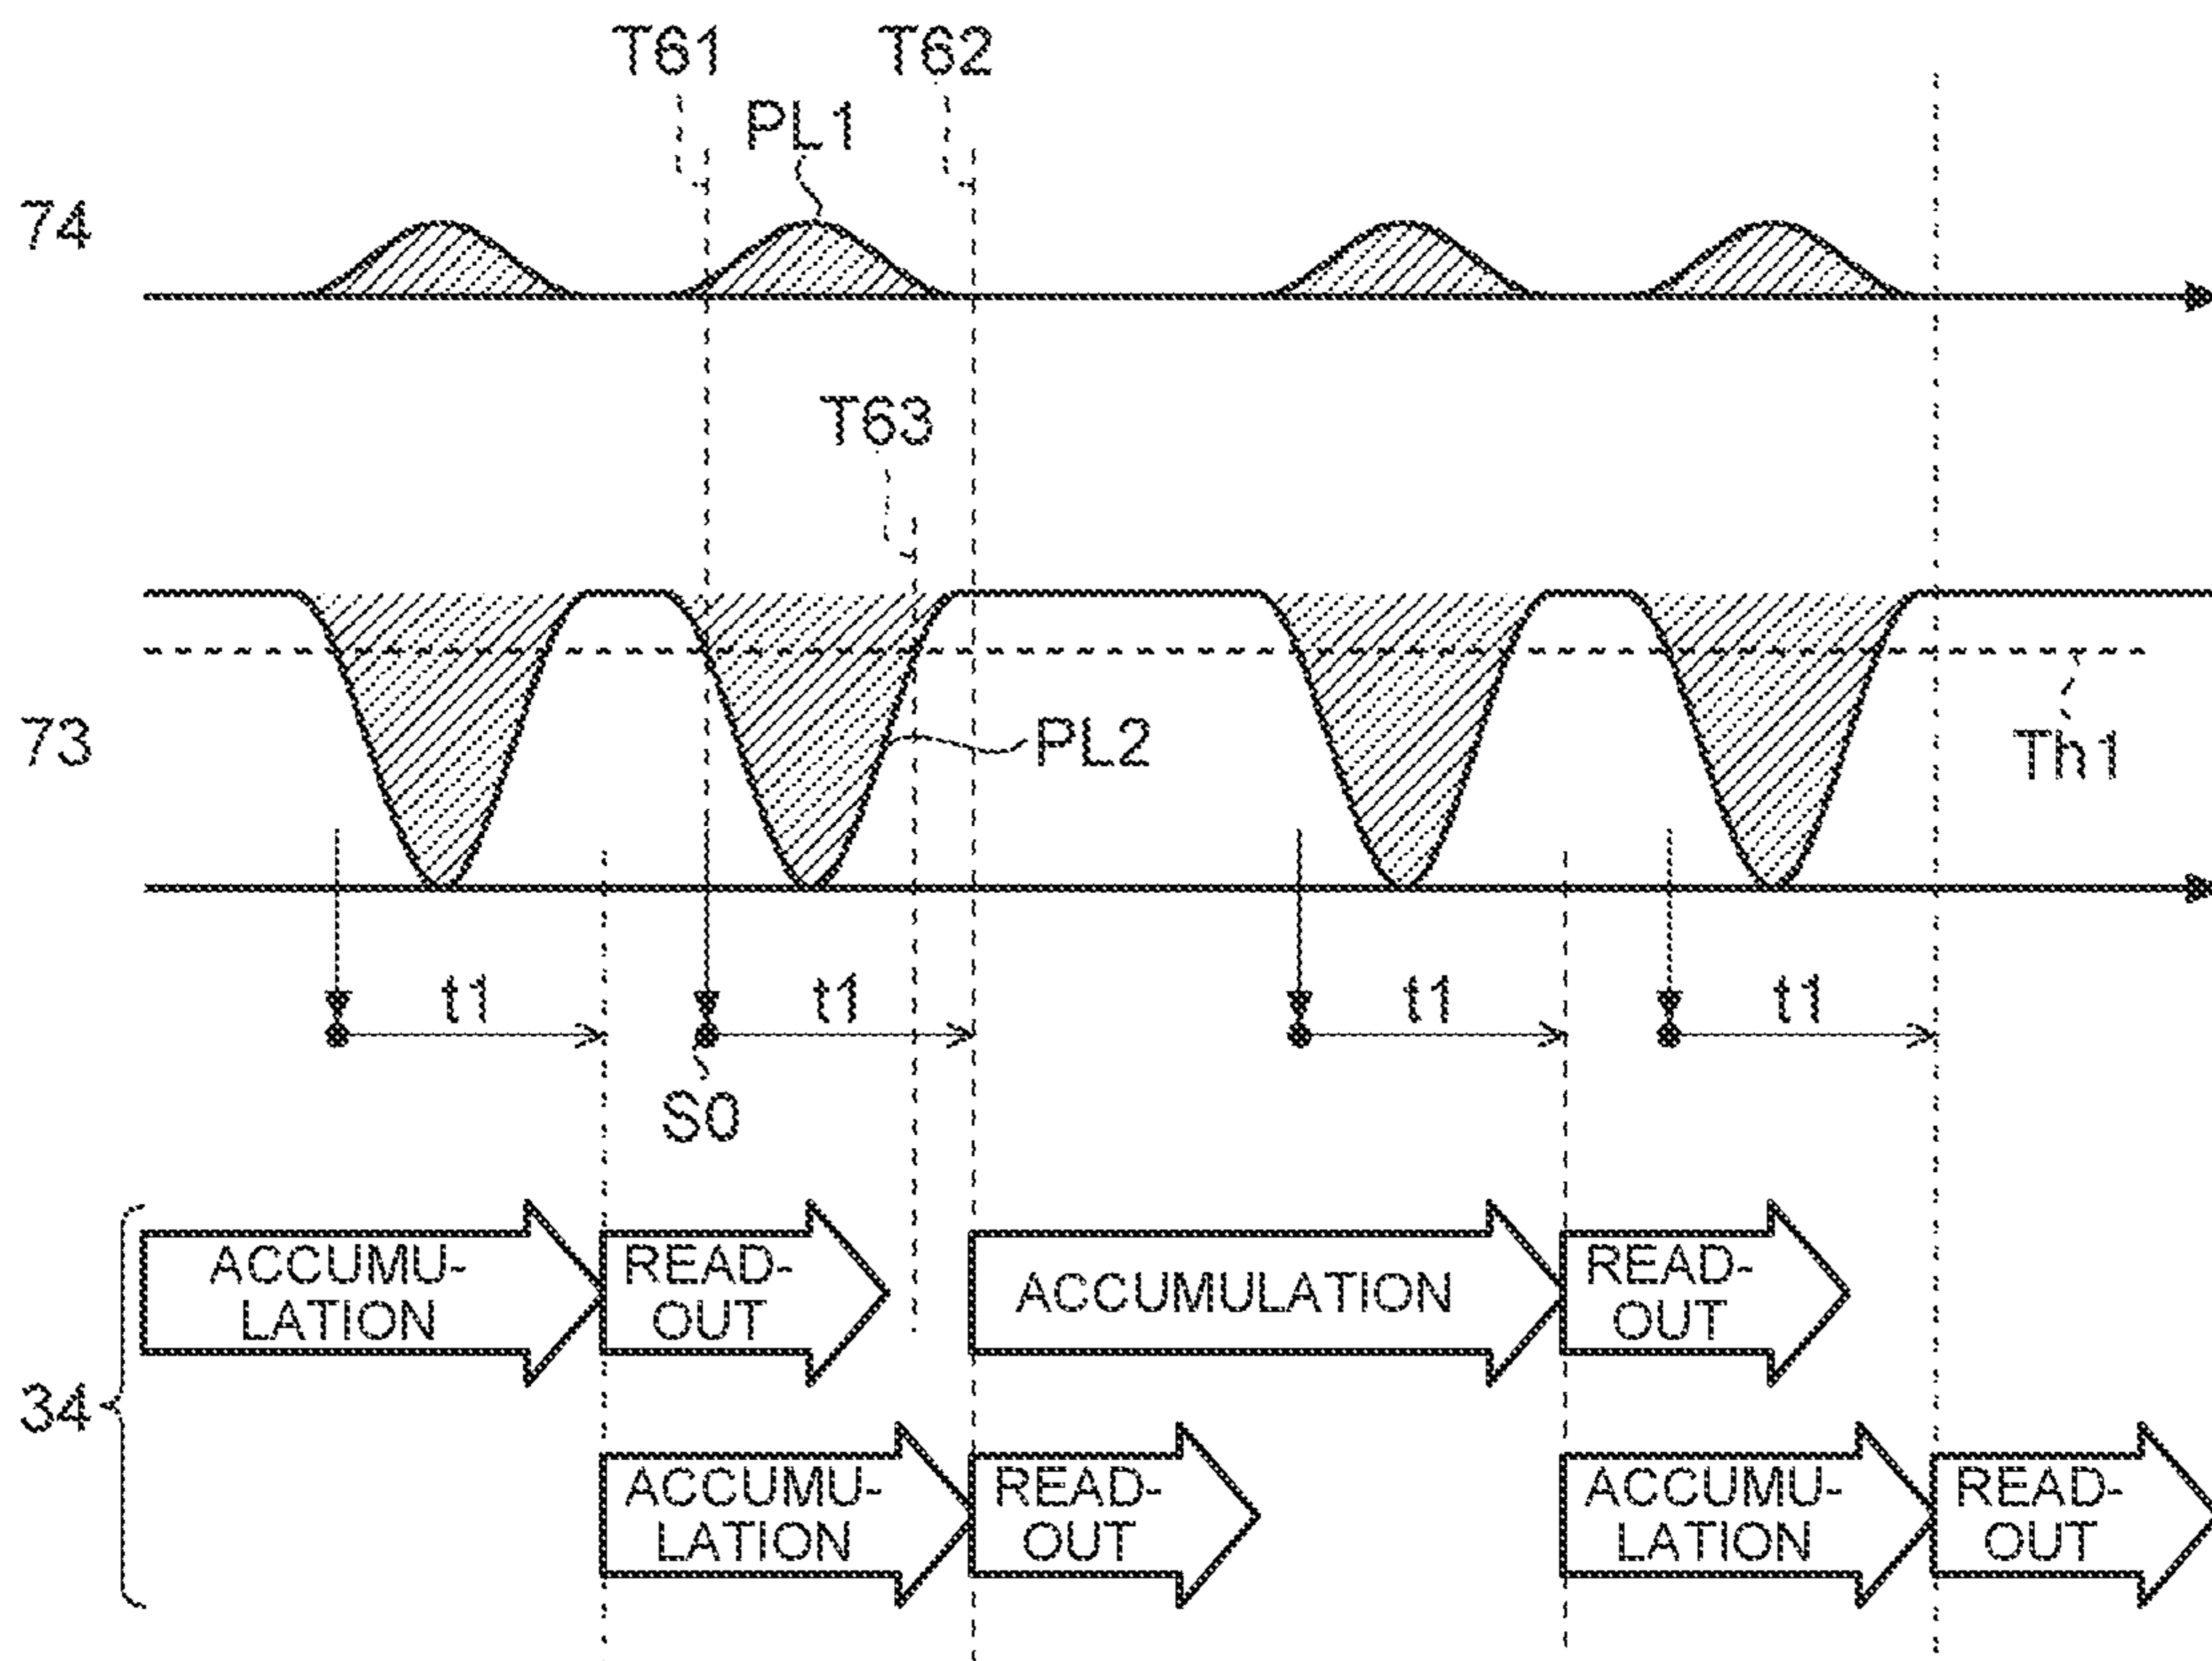 T61 T62
PL1
74
T63
73
PL2
Th1
t1 t1 t1 t1
S0
34
ACCUMU-
LATION
READ-
OUT
ACCUMULATION
READ-
OUT
ACCUMU-
LATION
READ-
OUT
ACCUMU-
LATION
READ-
OUT